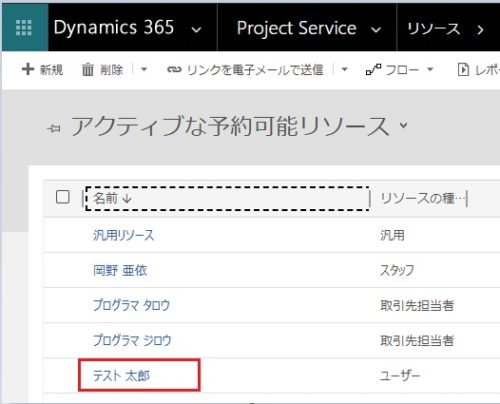 Dynamics 365 Project Service リソース
新規 削除 リンクを電子メールで送信 フロー レポ
アクティブな予約可能リソース
名前 リソースの種…
汎用リソース 汎用
岡野 亜依 スタッフ
プログラマ タロウ 取引先担当者
プログラマ ジロウ 取引先担当者
テスト 太郎 ユーザー